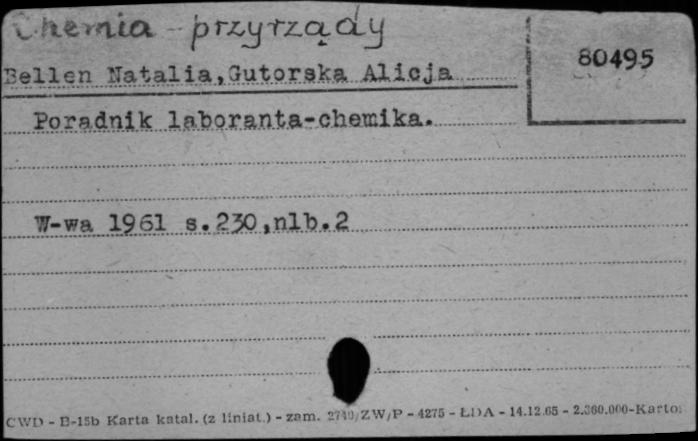 Chemia - przyrządy
80495
Bellen Natalia,Gutorska Alicja
Poradnik laboranta-chemika.
W-wa 1961 s.230,nlb.2
CWD - B-15b Karta katal. (z liniat.) - zam. 2740/ZW/P - 4275 - ŁDA - 14.12.65 - 2.360.000-Karto.